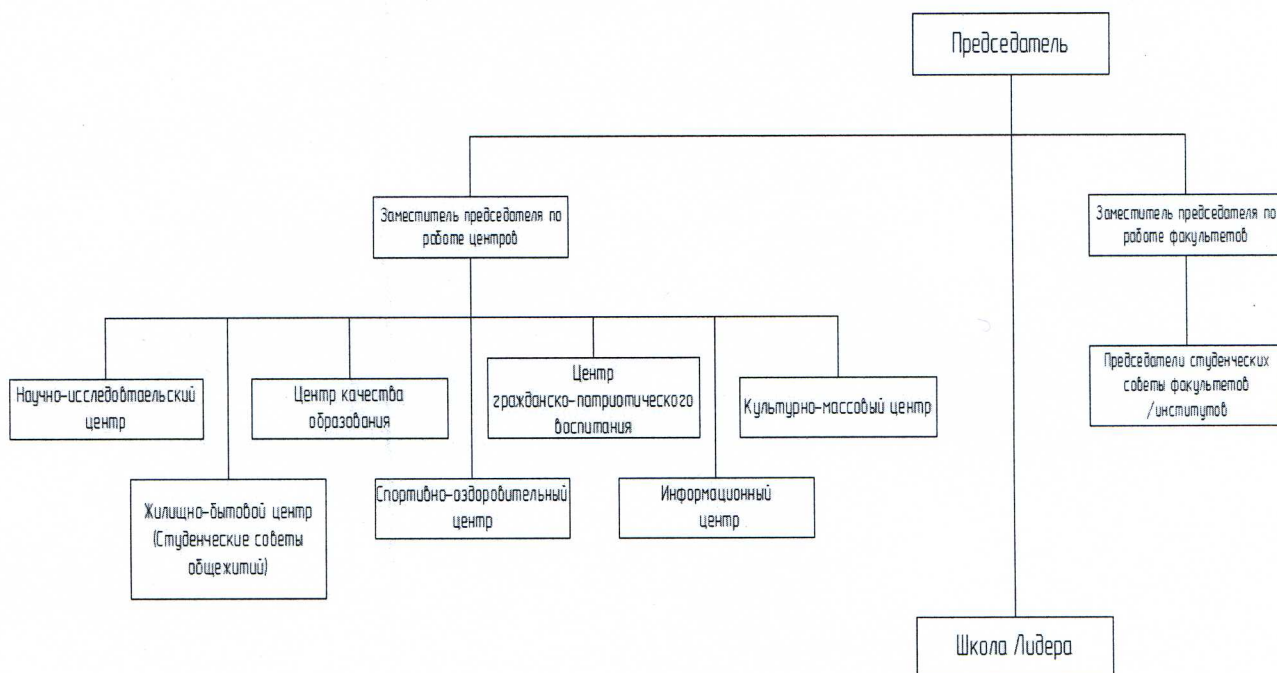 Председатель
Заместитель председателя по
работе центров
Заместитель председателя по
работе факультетов
Научно-исследовтаельский
центр
Центр качества
образования
Центр
гражданско-патриотического
воспитания
Культурно-массовый центр
Председатели студенческих
советы факультетов
/институтов
Жилищно-бытовой центр
(Студенческие советы
общежитий)
Спортивно-оздоровительный
центр
Информационный
центр
Школа Лидера